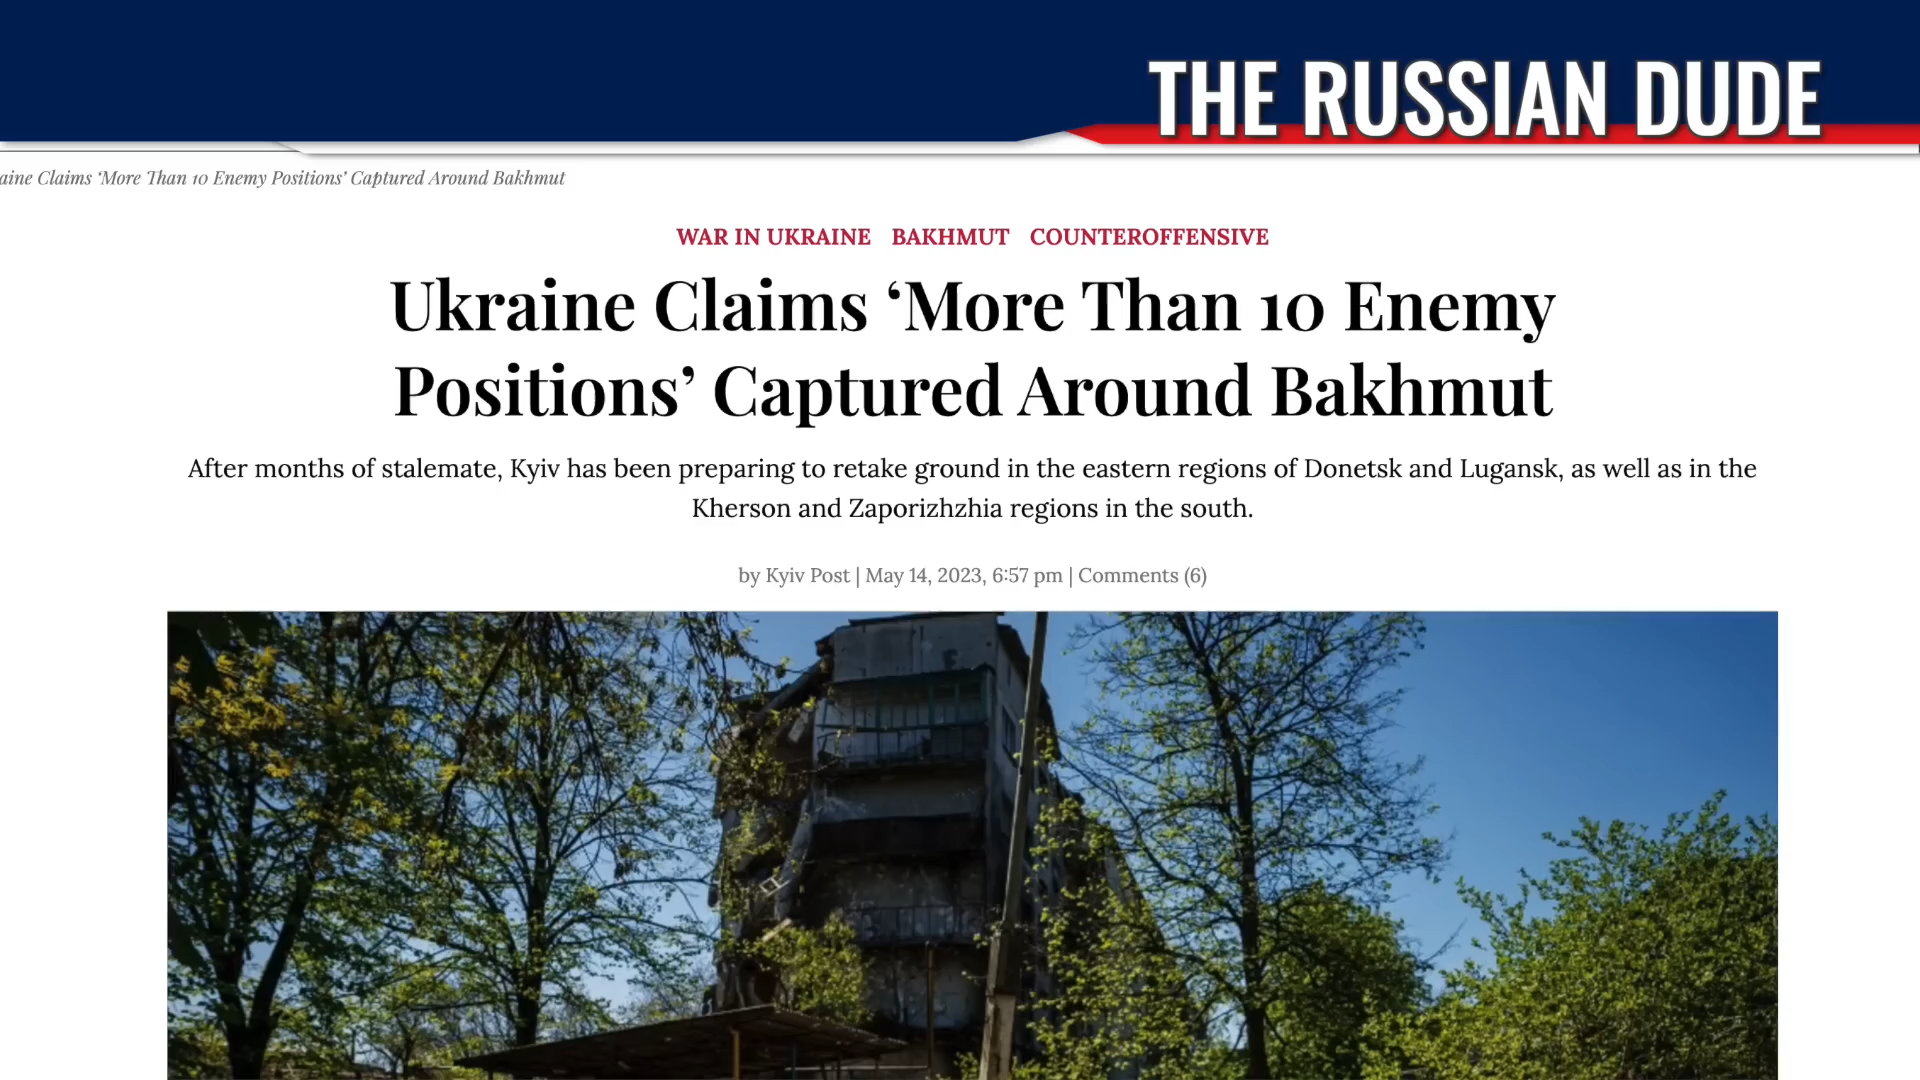 THE RUSSIAN DUDE
aine Claims ‘More Than 10 Enemy Positions’ Captured Around Bakhmut
WAR IN UKRAINE BAKHMUT COUNTEROFFENSIVE
Ukraine Claims ‘More Than 10 Enemy
Positions’ Captured Around Bakhmut
After months of stalemate, Kyiv has been preparing to retake ground in the eastern regions of Donetsk and Lugansk, as well as in the
Kherson and Zaporizhzhia regions in the south.
by Kyiv Post | May 14, 2023, 6:57 pm | Comments (6)